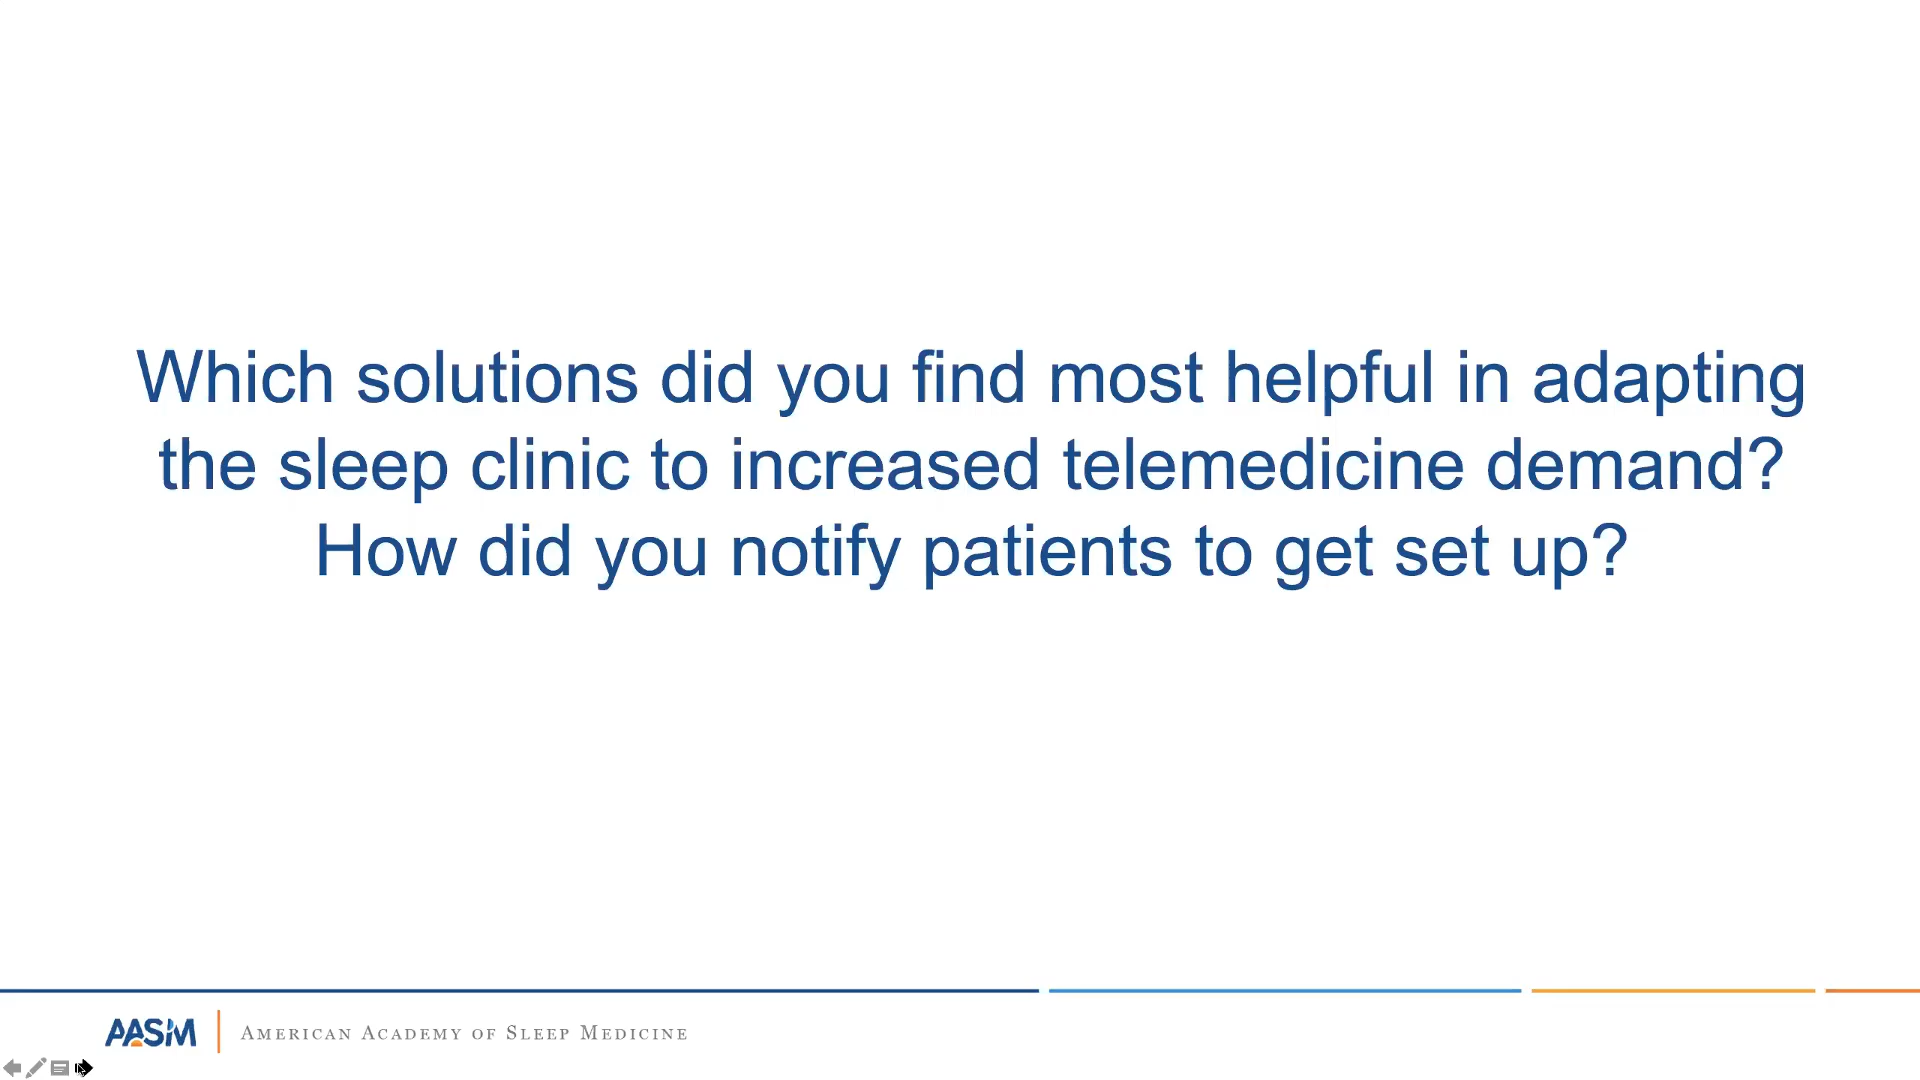 Which solutions did you find most helpful in adapting
the sleep clinic to increased telemedicine demand?
How did you notify patients to get set up?
AASM
American Academy of Sleep Medicine